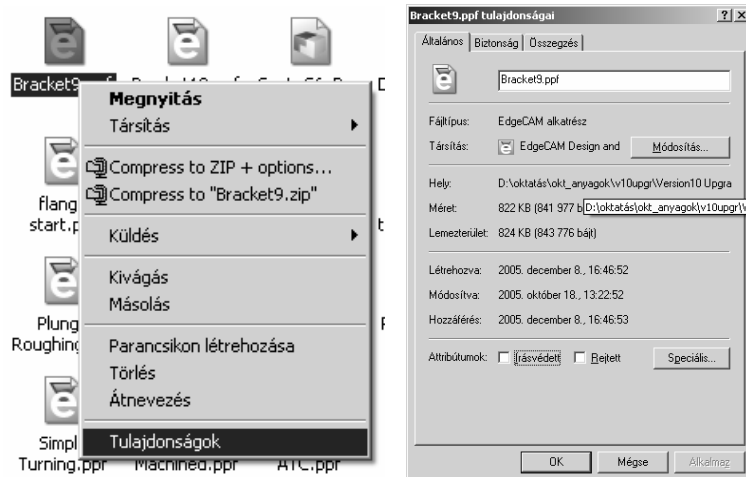 Bracket9.ppf
Megnyitás
Társítás
Compress to ZIP + options...
Compress to "Bracket9.zip"
Küldés
Kivágás
Másolás
Parancsikon létrehozása
Törlés
Átnevezés
Tulajdonságok
flang
start.p
Plung
Roughing
Simpl
Turning.ppf
Machined.ppf
ATC.ppf
Bracket9.ppf tulajdonságai
Általános
Biztonság
Összegzés
Bracket9.ppf
Fájltípus: EdgeCAM alkatrész
Társítás: EdgeCAM Design and Módosítás...
Hely: D:\oktatás\okt_anyagok\v10upgr\Version10 Upgra
Méret: 822 KB (841 977 b D:\oktatás\okt_anyagok\v10upgr\
Lemezterület: 824 KB (843 776 bájt)
Létrehozva: 2005. december 8., 16:46:52
Módosítva: 2005. október 18., 13:22:52
Hozzáférés: 2005. december 8., 16:46:53
Attribútumok: Írásvédett Rejtett Speciális...
OK Mégse Alkalmaz